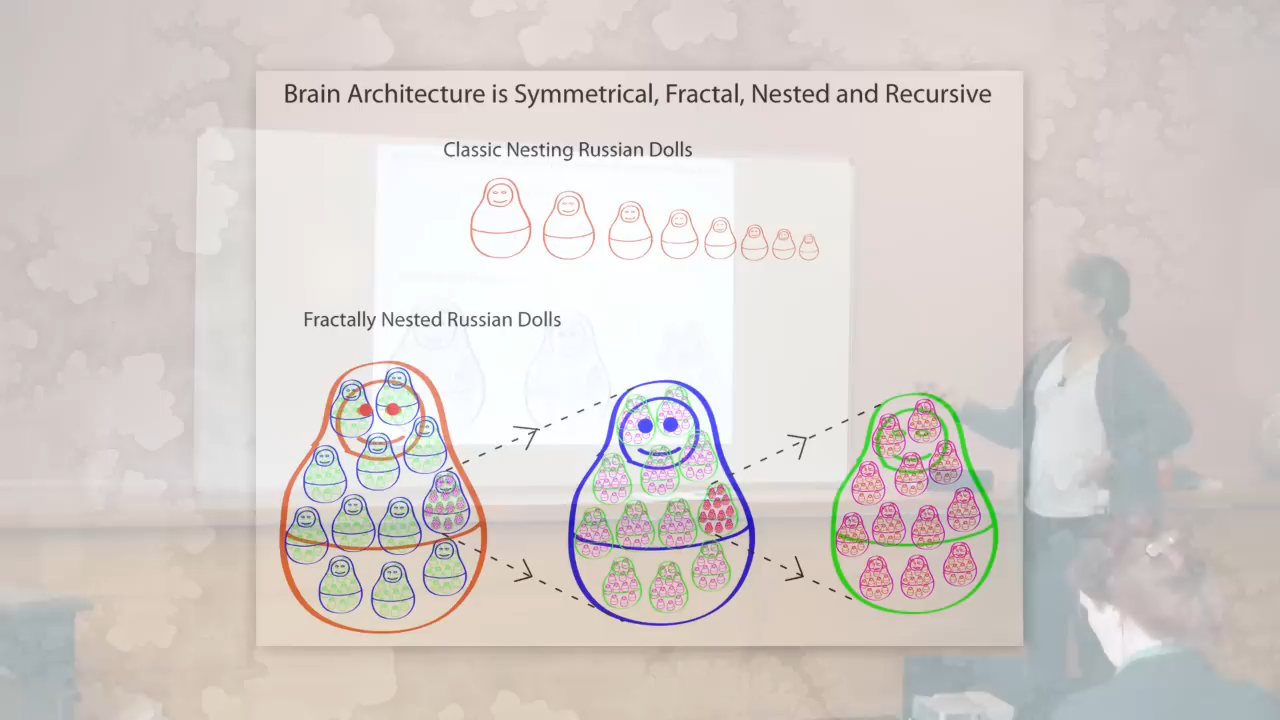 Brain Architecture is Symmetrical, Fractal, Nested and Recursive
Classic Nesting Russian Dolls
Fractally Nested Russian Dolls